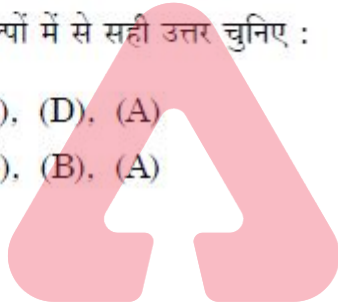 में से सही उत्तर चुनिए :
), (D), (A)
), (B), (A)